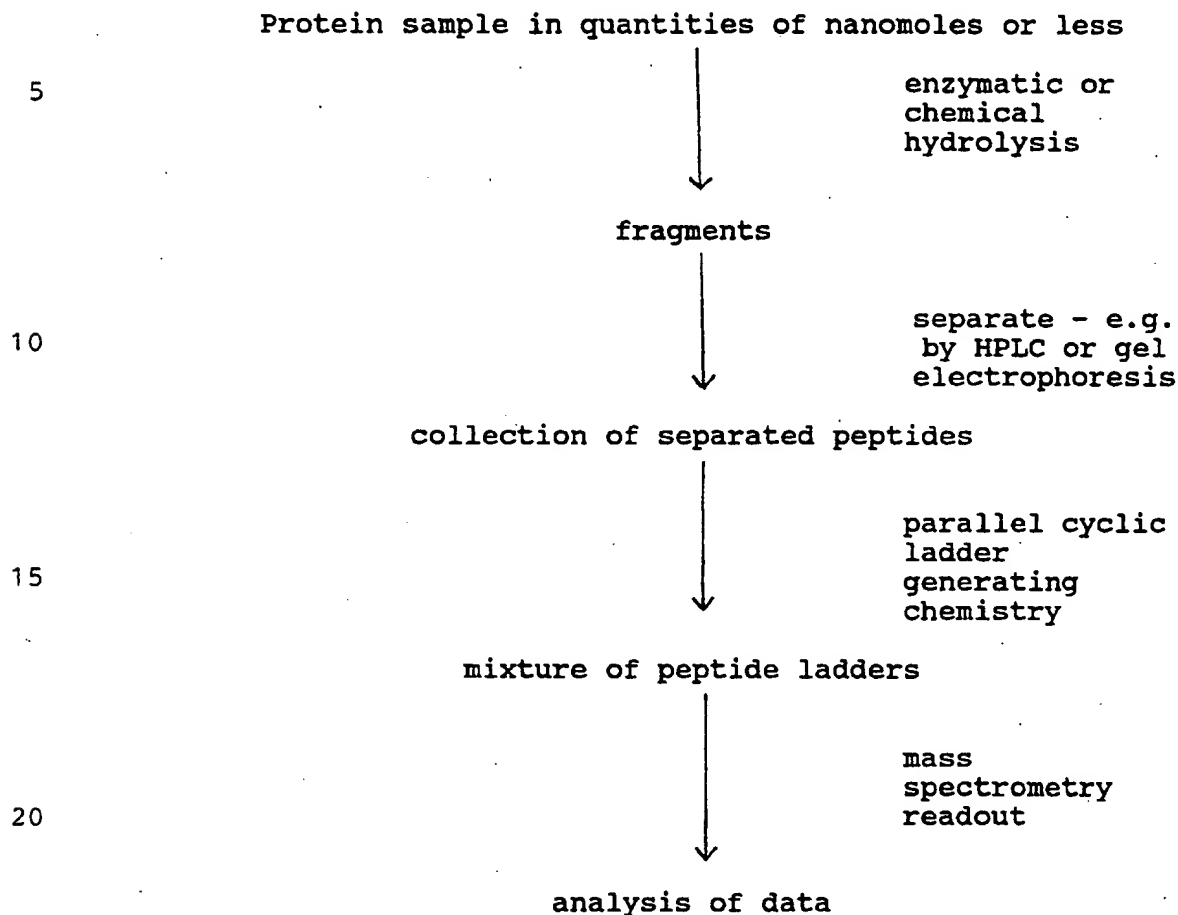 Protein sample in quantities of nanomoles or less
5
enzymatic or
chemical
hydrolysis
fragments
separate - e.g.
10
by HPLC or gel
electrophoresis
collection of separated peptides
parallel cyclic
ladder
15
generating
chemistry
mixture of peptide ladders
mass
spectrometry
20
readout
analysis of data